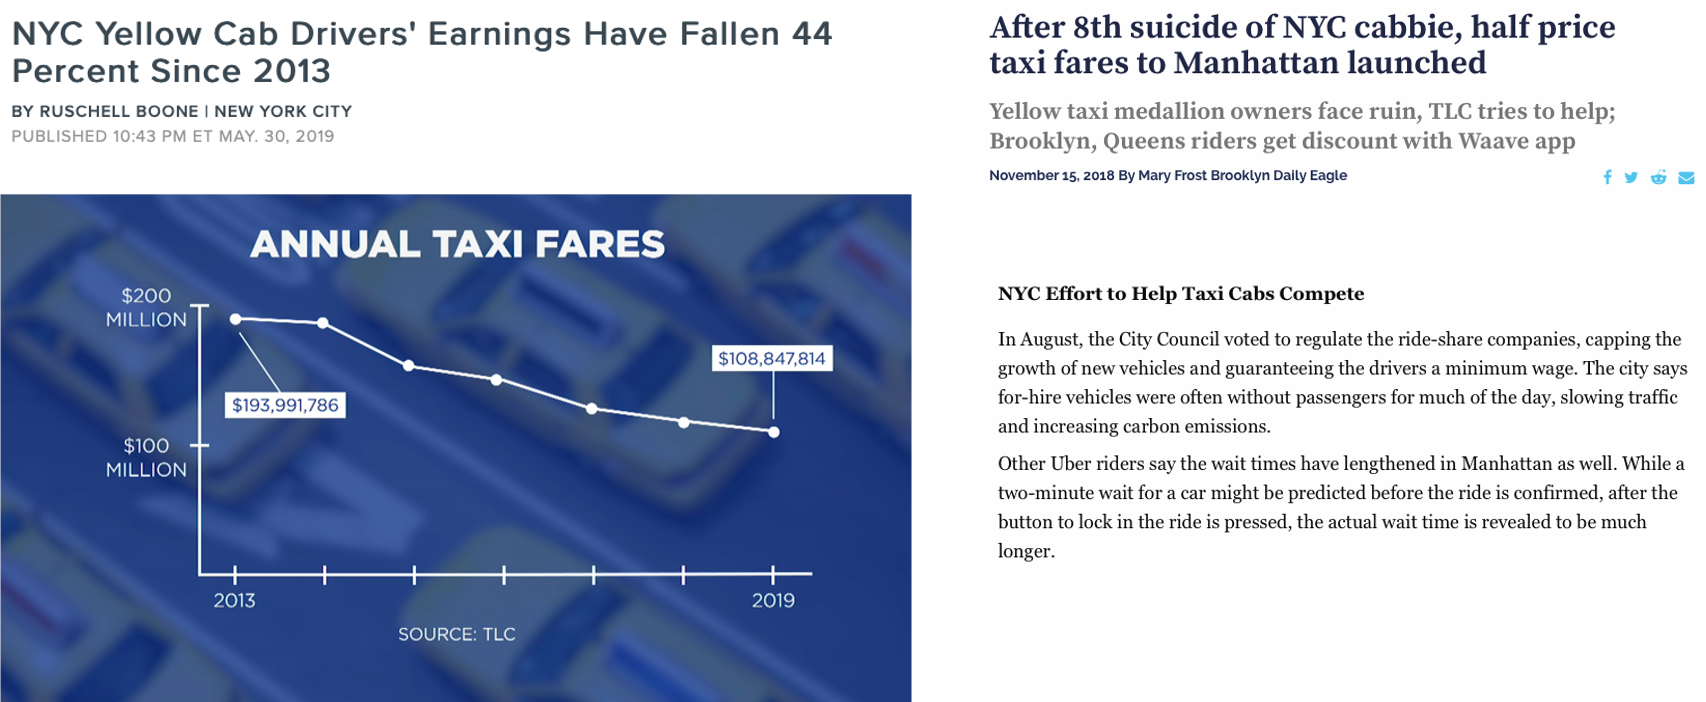 NYC Yellow Cab Drivers' Earnings Have Fallen 44
Percent Since 2013
BY RUSCHELL BOONE | NEW YORK CITY
PUBLISHED 10:43 PM ET MAY. 30, 2019
ANNUAL TAXI FARES
$200
MILLION
$193,991,786
$108,847,814
$100
MILLION
2013
2019
SOURCE: TLC
After 8th suicide of NYC cabbie, half price
taxi fares to Manhattan launched
Yellow taxi medallion owners face ruin, TLC tries to help;
Brooklyn, Queens riders get discount with Waave app
November 15, 2018 By Mary Frost Brooklyn Daily Eagle
NYC Effort to Help Taxi Cabs Compete
In August, the City Council voted to regulate the ride-share companies, capping the
growth of new vehicles and guaranteeing the drivers a minimum wage. The city says
for-hire vehicles were often without passengers for much of the day, slowing traffic
and increasing carbon emissions.
Other Uber riders say the wait times have lengthened in Manhattan as well. While a
two-minute wait for a car might be predicted before the ride is confirmed, after the
button to lock in the ride is pressed, the actual wait time is revealed to be much
longer.